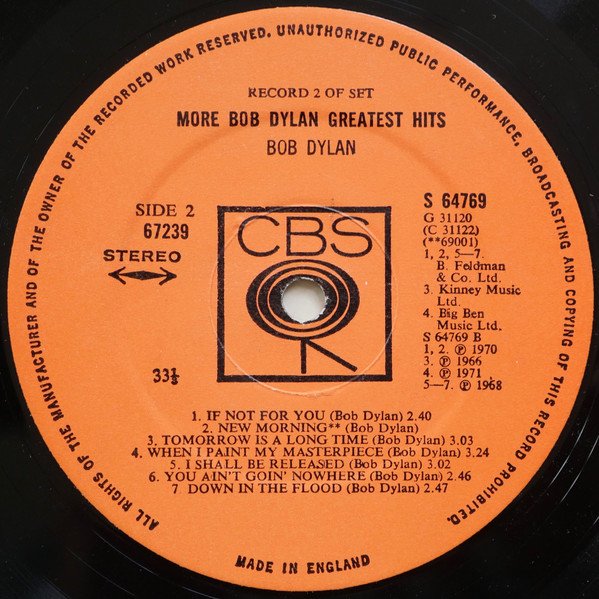 ALL RIGHTS OF THE MANUFACTURER AND OF THE OWNER OF THE RECORDED WORK RESERVED. UNAUTHORIZED PUBLIC PERFORMANCE, BROADCASTING AND COPYING OF THIS RECORD PROHIBITED.
RECORD 2 OF SET
MORE BOB DYLAN GREATEST HITS
BOB DYLAN
SIDE 2
67239
STEREO
33⅓
CBS
S 64769
G 31120
(C 31122)
(**69001)
1, 2, 5—7.
B. Feldman
& Co. Ltd.
3. Kinney Music
Ltd.
4. Big Ben
Music Ltd.
S 64769 B
1, 2. ℗ 1970
3. ℗ 1966
4. ℗ 1971
5—7. ℗ 1968
1. IF NOT FOR YOU (Bob Dylan) 2.40
2. NEW MORNING** (Bob Dylan)
3. TOMORROW IS A LONG TIME (Bob Dylan) 3.03
4. WHEN I PAINT MY MASTERPIECE (Bob Dylan) 3.24
5. I SHALL BE RELEASED (Bob Dylan) 3.02
6. YOU AIN'T GOIN' NOWHERE (Bob Dylan) 2.46
7 DOWN IN THE FLOOD (Bob Dylan) 2.47
MADE IN ENGLAND